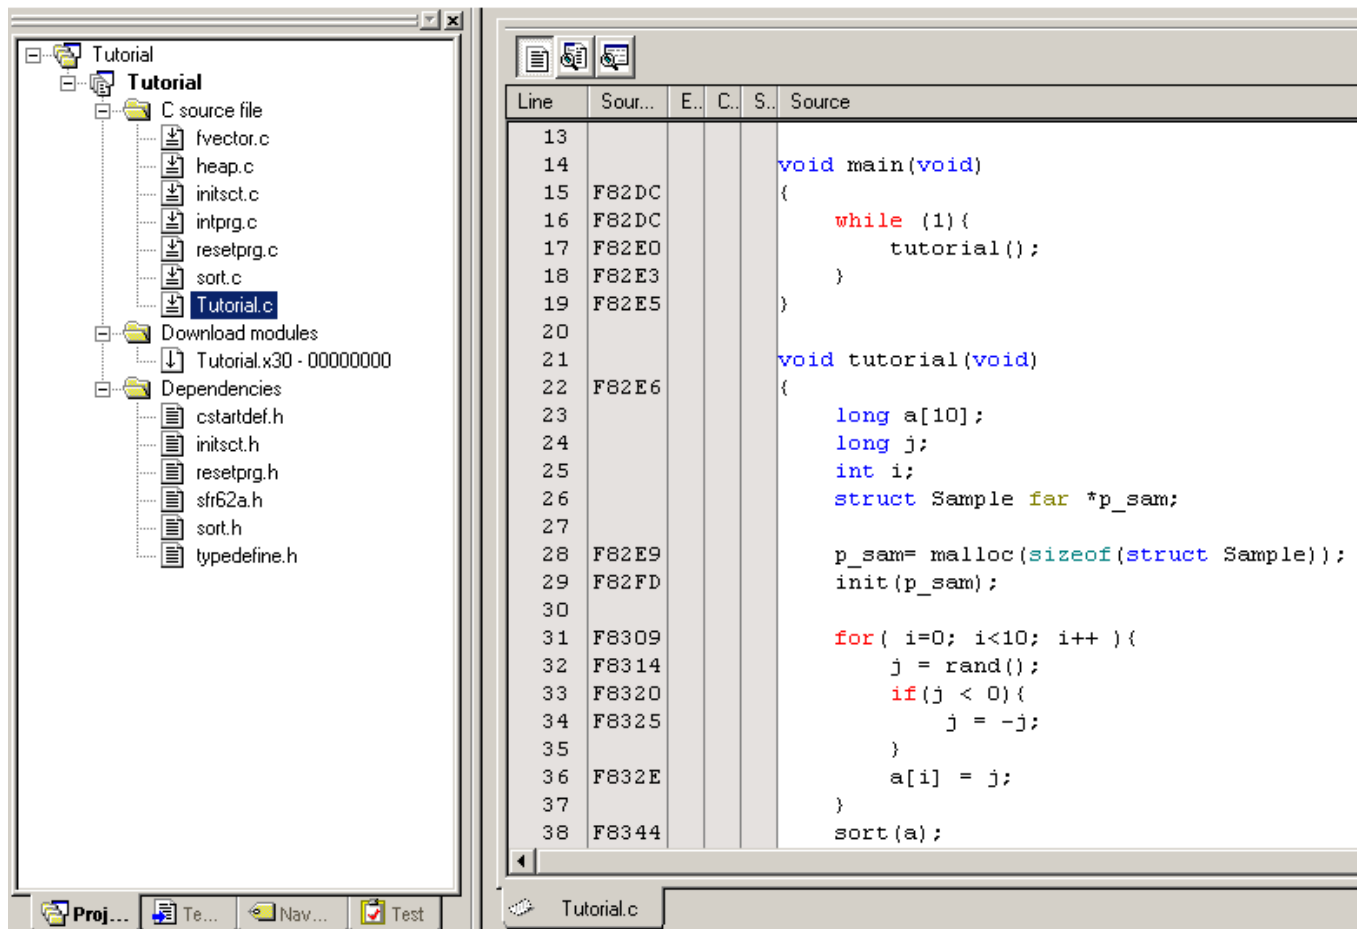 Tutorial
Tutorial
C source file
fvector.c
heap.c
initsct.c
intprg.c
resetprg.c
sort.c
Tutorial.c
Download modules
Tutorial.x30 - 00000000
Dependencies
cstartdef.h
initsct.h
resetprg.h
sfr62a.h
sort.h
typedefine.h
Proj... Te... Nav... Test
Line Sour... E.. C.. S.. Source
13
14 void main(void)
15 F82DC {
16 F82DC while (1){
17 F82E0 tutorial();
18 F82E3 }
19 F82E5 }
20
21 void tutorial(void)
22 F82E6 {
23 long a[10];
24 long j;
25 int i;
26 struct Sample far *p_sam;
27
28 F82E9 p_sam= malloc(sizeof(struct Sample));
29 F82FD init(p_sam);
30
31 F8309 for( i=0; i<10; i++ ){
32 F8314 j = rand();
33 F8320 if(j < 0){
34 F8325 j = -j;
35 }
36 F832E a[i] = j;
37 }
38 F8344 sort(a);
Tutorial.c